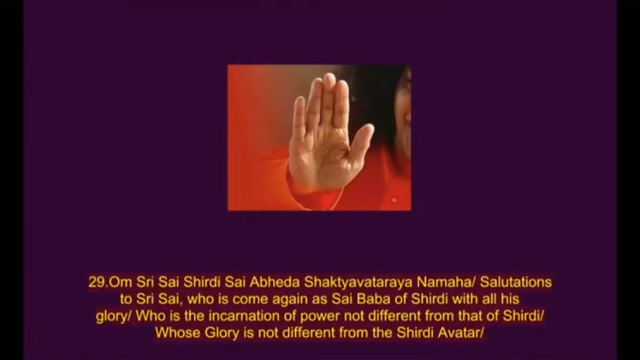 29.Om Sri Sai Shirdi Sai Abheda Shaktyavataraya Namaha/ Salutations
to Sri Sai, who is come again as Sai Baba of Shirdi with all his
glory/ Who is the incarnation of power not different from that of Shirdi/
Whose Glory is not different from the Shirdi Avatar/